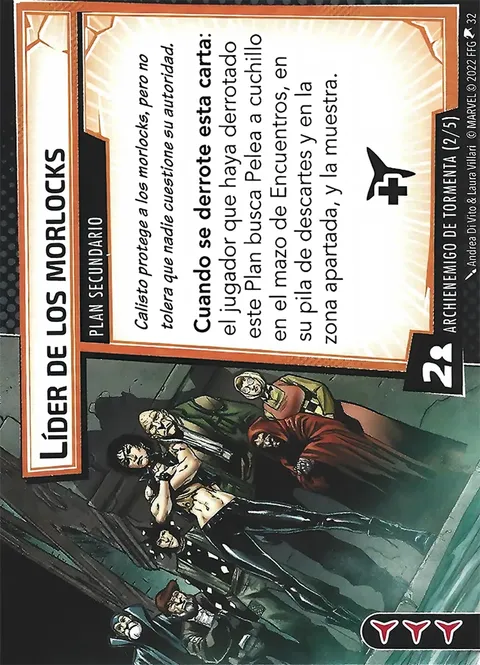 LÍDER DE LOS MORLOCKS
PLAN SECUNDARIO
Calisto protege a los morlocks, pero no
tolera que nadie cuestione su autoridad.
Cuando se derrote esta carta:
el jugador que haya derrotado
este Plan busca Pelea a cuchillo
en el mazo de Encuentros, en
su pila de descartes y en la
zona apartada, y la muestra.
2
ARCHIENEMIGO DE TORMENTA (2/5)
Andrea Di Vito & Laura Villari © MARVEL © 2022 FFG 32